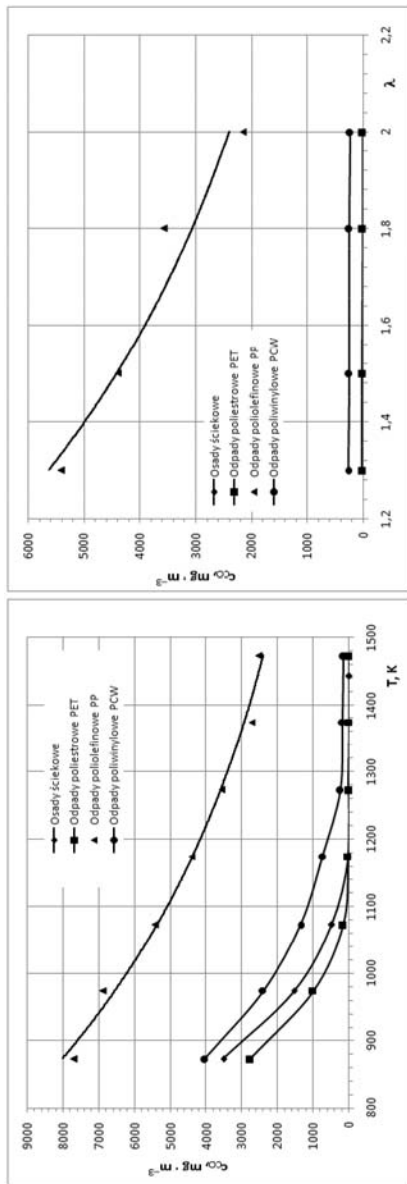 c_CO, mg · m⁻³
9000
8000
7000
6000
5000
4000
3000
2000
1000
0
Osady ściekowe
Odpady poliestrowe PET
Odpady poliolefinowe PP
Odpady poliwinylowe PCW
800
900
1000
1100
1200
1300
1400
1500
T, K
c_CO, mg · m⁻³
6000
5000
4000
3000
2000
1000
0
Osady ściekowe
Odpady poliestrowe PET
Odpady poliolefinowe PP
Odpady poliwinylowe PCW
1,2
1,4
1,6
1,8
2
2,2
λ